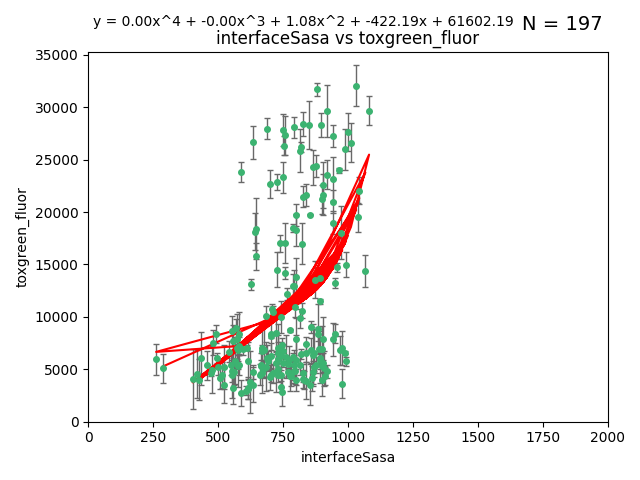 y = 0.00x^4 + -0.00x^3 + 1.08x^2 + -422.19x + 61602.19 N = 197
interfaceSasa vs toxgreen_fluor
35000
30000
25000
20000
15000
10000
5000
0
toxgreen_fluor
0 250 500 750 1000 1250 1500 1750 2000
interfaceSasa